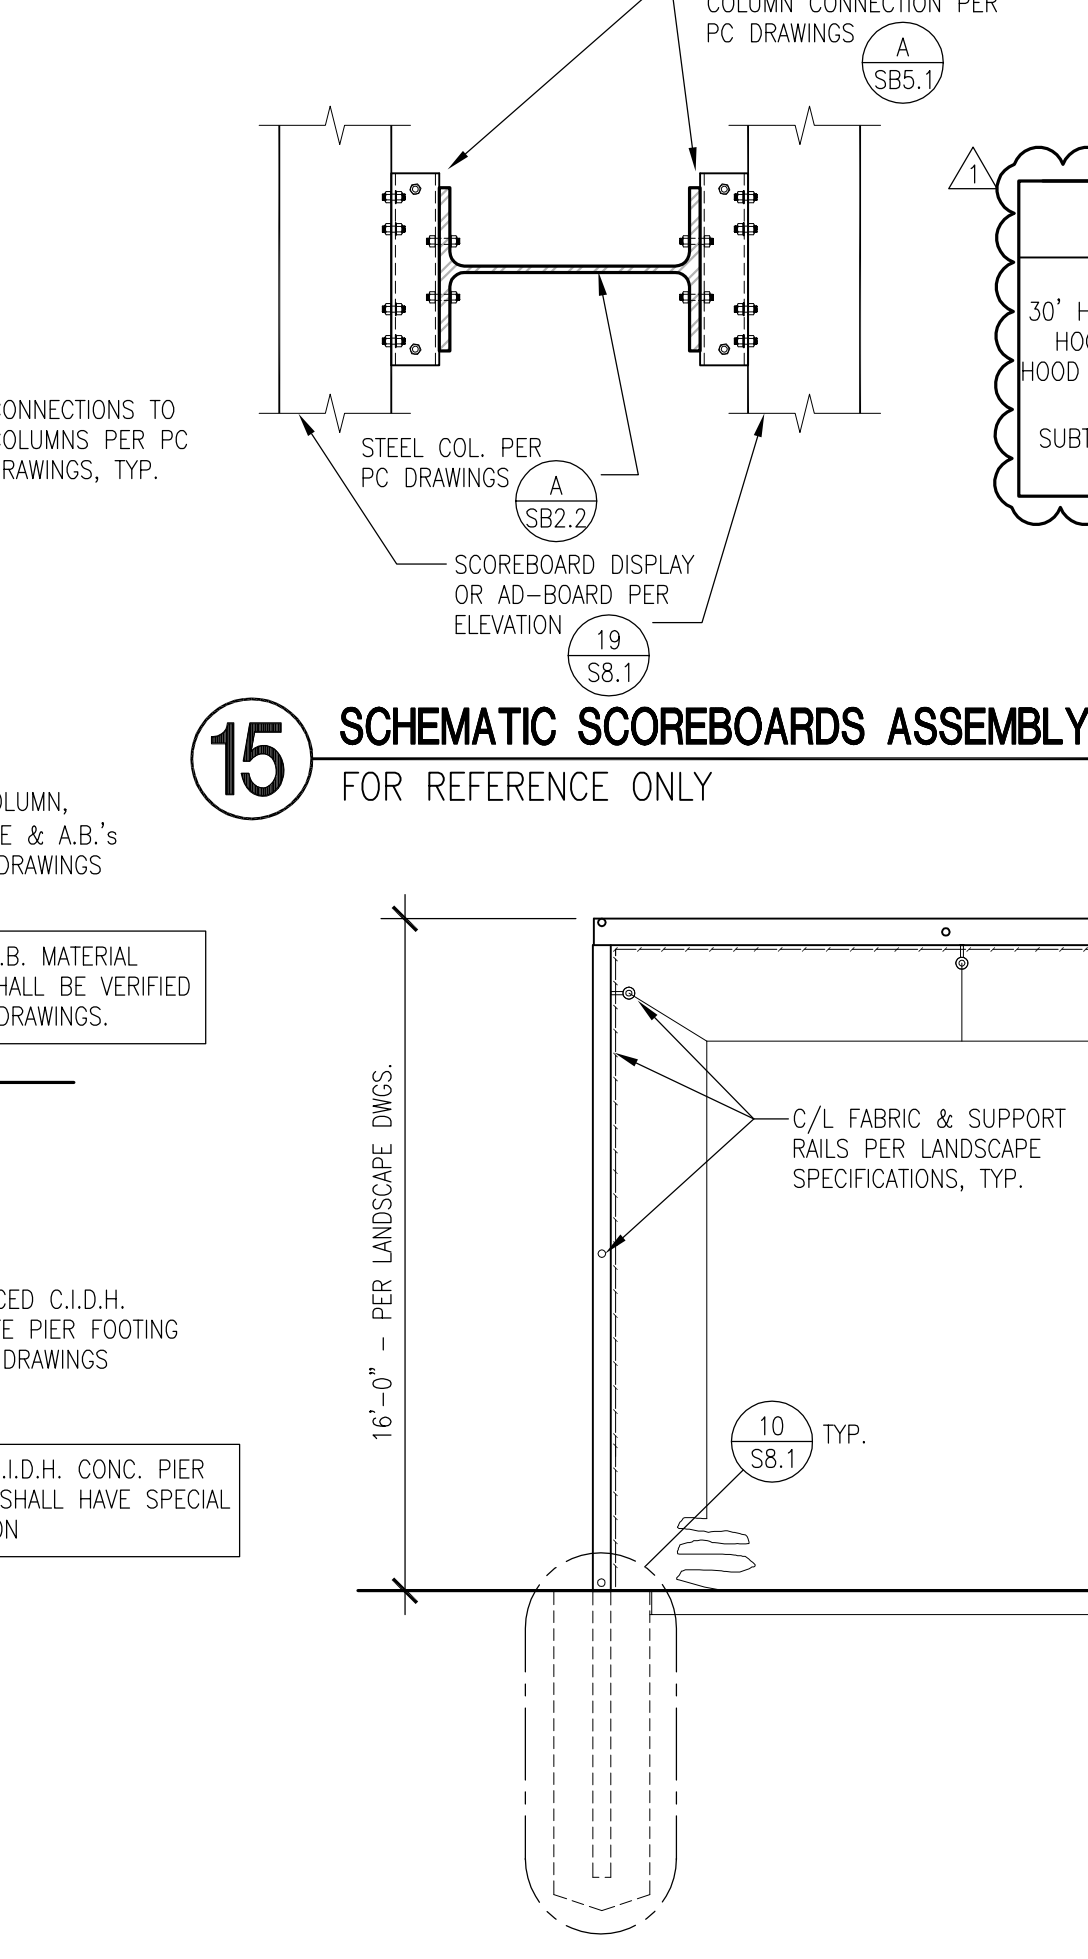 COLUMN CONNECTION PER
PC DRAWINGS
A
SB5.1
1
30' H
HOO
HOOD
SUBT
CONNECTIONS TO
COLUMNS PER PC
DRAWINGS, TYP.
STEEL COL. PER
PC DRAWINGS
A
SB2.2
SCOREBOARD DISPLAY
OR AD-BOARD PER
ELEVATION
19
S8.1
15
SCHEMATIC SCOREBOARDS ASSEMBLY
FOR REFERENCE ONLY
OLUMN,
E & A.B.'s
DRAWINGS
.B. MATERIAL
HALL BE VERIFIED
DRAWINGS.
16'-0" - PER LANDSCAPE DWGS.
C/L FABRIC & SUPPORT
RAILS PER LANDSCAPE
SPECIFICATIONS, TYP.
CED C.I.D.H.
TE PIER FOOTING
DRAWINGS
10
S8.1
TYP.
.I.D.H. CONC. PIER
SHALL HAVE SPECIAL
ON